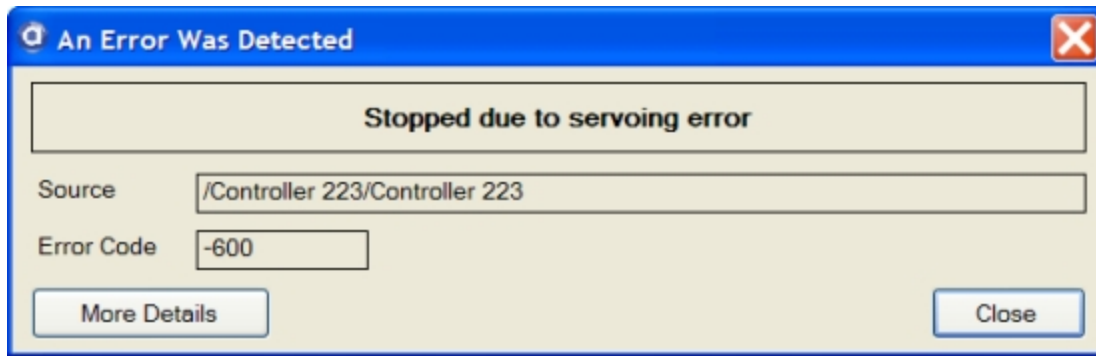 An Error Was Detected
Stopped due to servoing error
Source /Controller 223/Controller 223
Error Code -600
More Details Close